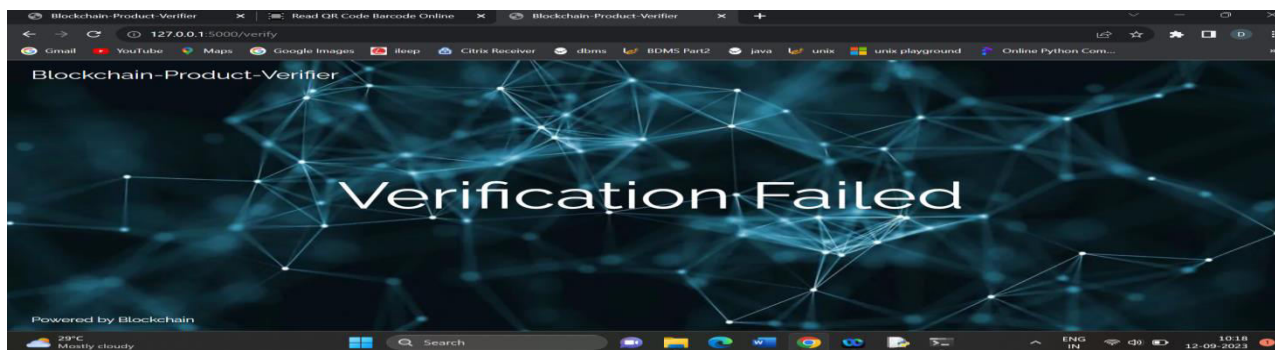 Blockchain-Product-Verifier
Read QR Code Barcode Online
Blockchain-Product-Verifier
127.0.0.1:5000/verify
Gmail YouTube Maps Google Images ileep Citrix Receiver dbms BDMS Part2 java unix unix playground Online Python Com...
Blockchain-Product-Verifier
Verification Failed
Powered by Blockchain
29°C
Mostly cloudy
Search
ENG
IN
10:18
12-09-2023